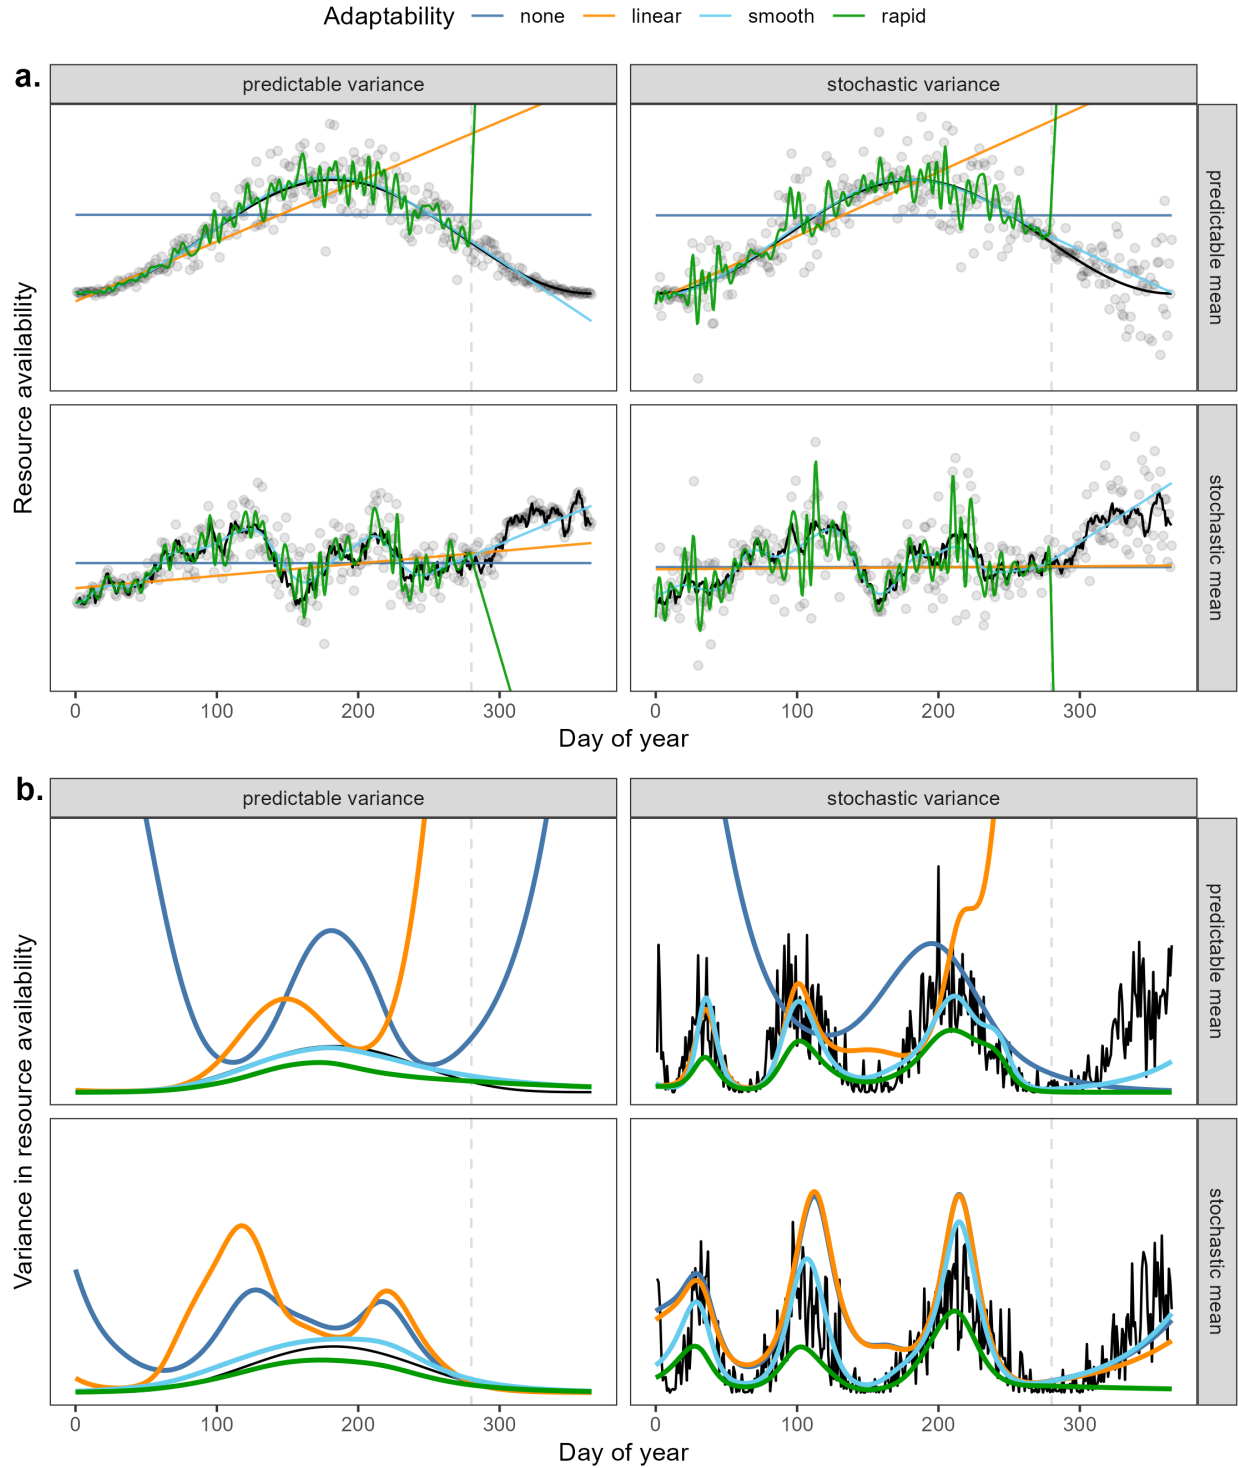 Adaptability none linear smooth rapid
a.
predictable variance stochastic variance
Resource availability
predictable mean
stochastic mean
0 100 200 300 0 100 200 300
Day of year
b.
predictable variance stochastic variance
Variance in resource availability
predictable mean
stochastic mean
0 100 200 300 0 100 200 300
Day of year